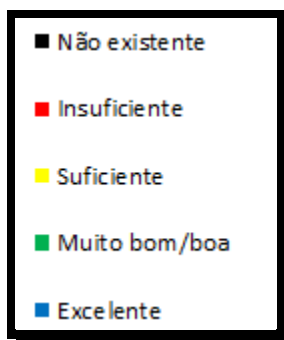 Não existente
Insuficiente
Suficiente
Muito bom/boa
Excelente